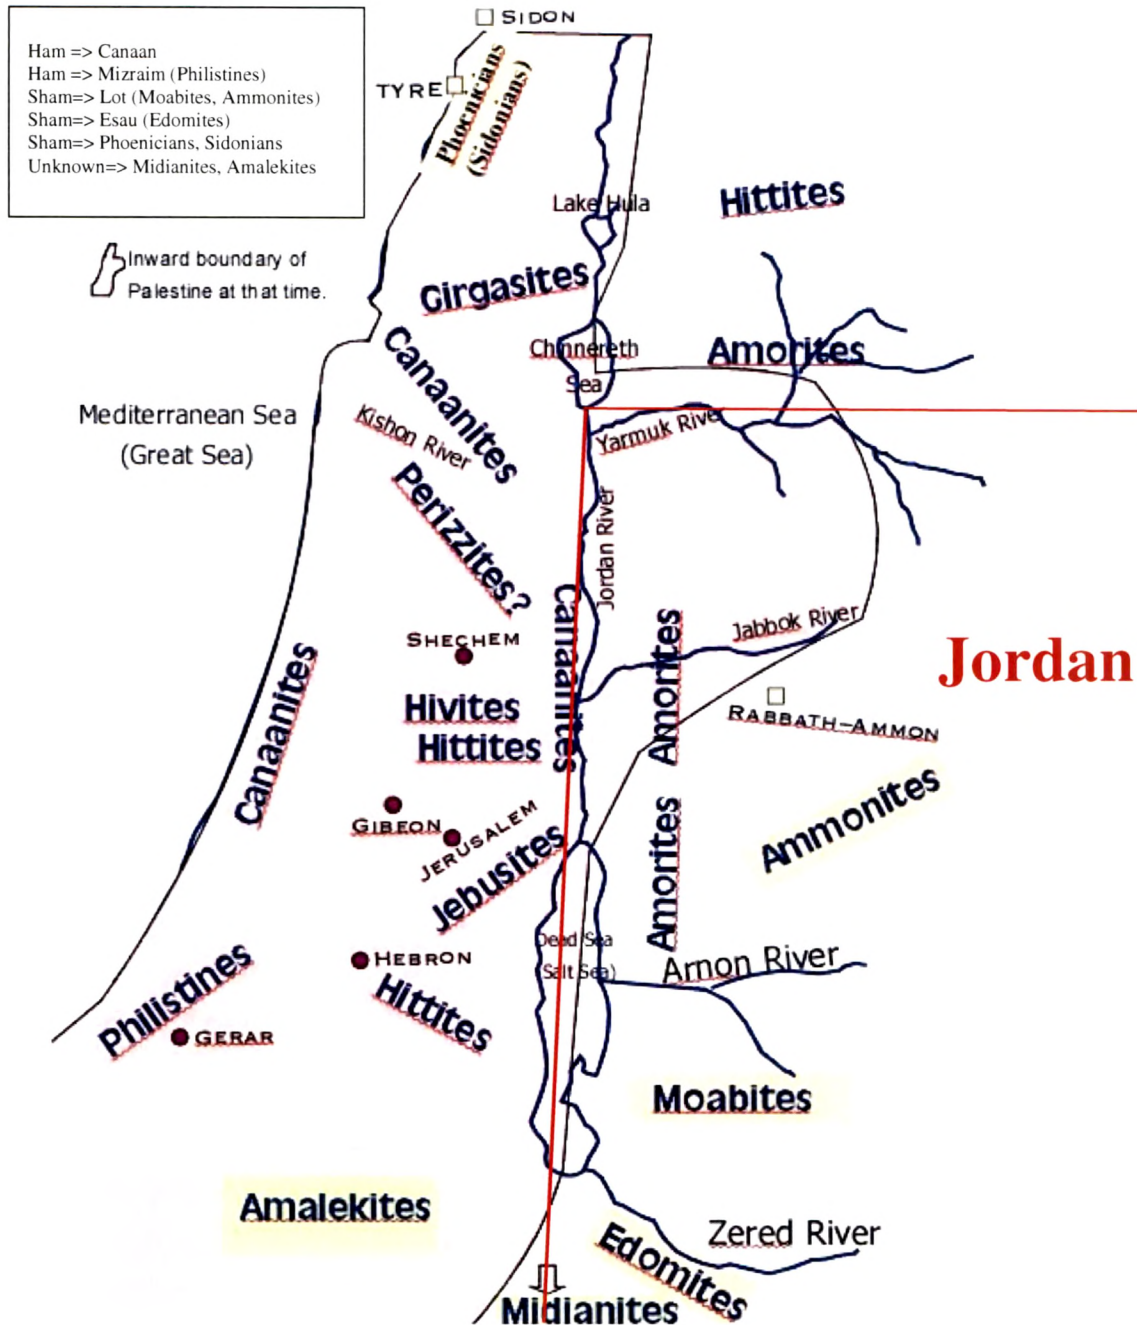 SIDON
Ham => Canaan
Ham => Mizraim (Philistines)
Sham=> Lot (Moabites, Ammonites)
Sham=> Esau (Edomites)
Sham=> Phoenicians, Sidonians
Unknown=> Midianites, Amalekites
TYRE
Phoenicians
(Sidonians)
Lake Hula
Hittites
Inward boundary of
Palestine at that time.
Girgasites
Canaanites
Chinnereth
Sea
Amorites
Mediterranean Sea
(Great Sea)
Kishon River
Yarmuk River
Perizzites?
Jordan River
Canaanites
Jabbok River
SHECHEM
Amorites
Jordan
Canaanites
Hivites
Hittites
RABBATH-AMMON
GIBEON
JERUSALEM
Jebusites
Amorites
Ammonites
Dead Sea
(Salt Sea)
Arnon River
HEBRON
Philistines
Hittites
GERAR
Moabites
Amalekites
Zered River
Edomites
Midianites